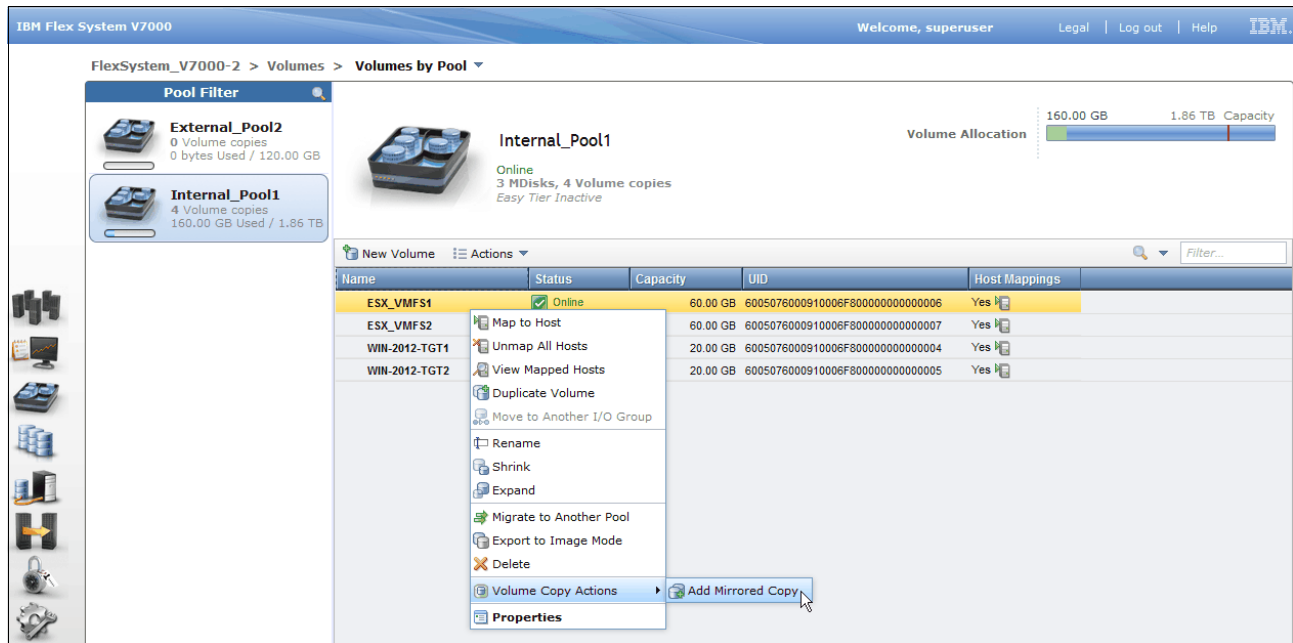 IBM Flex System V7000
Welcome, superuser
Legal | Log out | Help
IBM.
FlexSystem_V7000-2 > Volumes > Volumes by Pool
Pool Filter
External_Pool2
0 Volume copies
0 bytes Used / 120.00 GB
Internal_Pool1
4 Volume copies
160.00 GB Used / 1.86 TB
Internal_Pool1
Online
3 MDisks, 4 Volume copies
Easy Tier Inactive
Volume Allocation
160.00 GB
1.86 TB Capacity
New Volume
Actions
Filter...
Name Status Capacity UID Host Mappings
ESX_VMFS1 Online 60.00 GB 6005076000910006F800000000000006 Yes
ESX_VMFS2 60.00 GB 6005076000910006F800000000000007 Yes
WIN-2012-TGT1 20.00 GB 6005076000910006F800000000000004 Yes
WIN-2012-TGT2 20.00 GB 6005076000910006F800000000000005 Yes
Map to Host
Unmap All Hosts
View Mapped Hosts
Duplicate Volume
Move to Another I/O Group
Rename
Shrink
Expand
Migrate to Another Pool
Export to Image Mode
Delete
Volume Copy Actions
Add Mirrored Copy
Properties